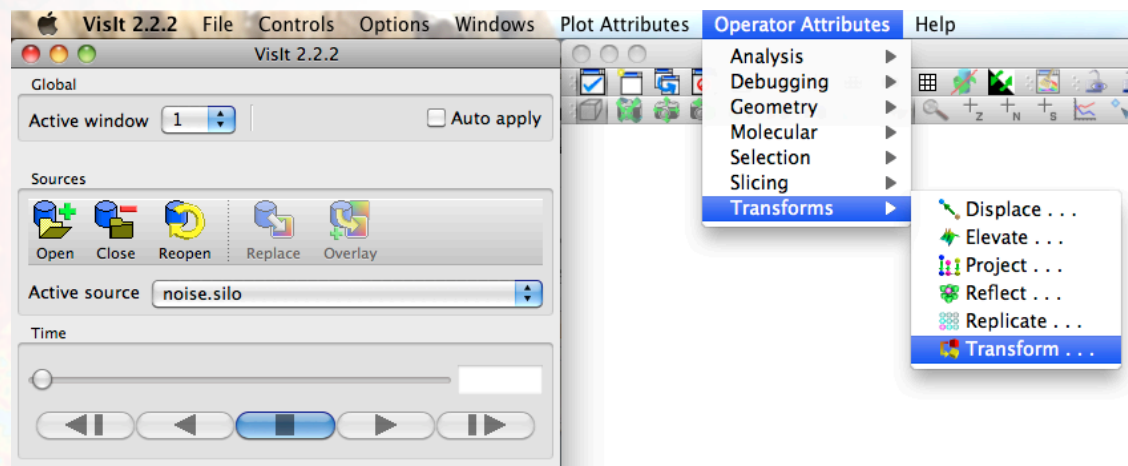 VisIt 2.2.2 File Controls Options Windows Plot Attributes Operator Attributes Help
VisIt 2.2.2
Global
Active window 1 Auto apply
Sources
Open Close Reopen Replace Overlay
Active source noise.silo
Time
Analysis
Debugging
Geometry
Molecular
Selection
Slicing
Transforms
Displace . . .
Elevate . . .
Project . . .
Reflect . . .
Replicate . . .
Transform . . .
+z +N +s